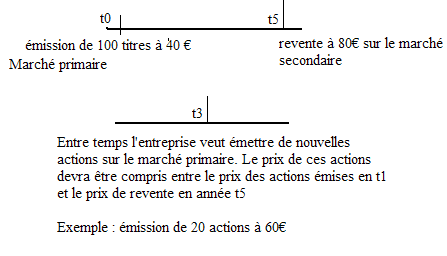 t0
t5
émission de 100 titres à 40 €
revente à 80€ sur le marché
Marché primaire
secondaire
t3
Entre temps l'entreprise veut émettre de nouvelles
actions sur le marché primaire. Le prix de ces actions
devra être compris entre le prix des actions émises en t1
et le prix de revente en année t5
Exemple : émission de 20 actions à 60€